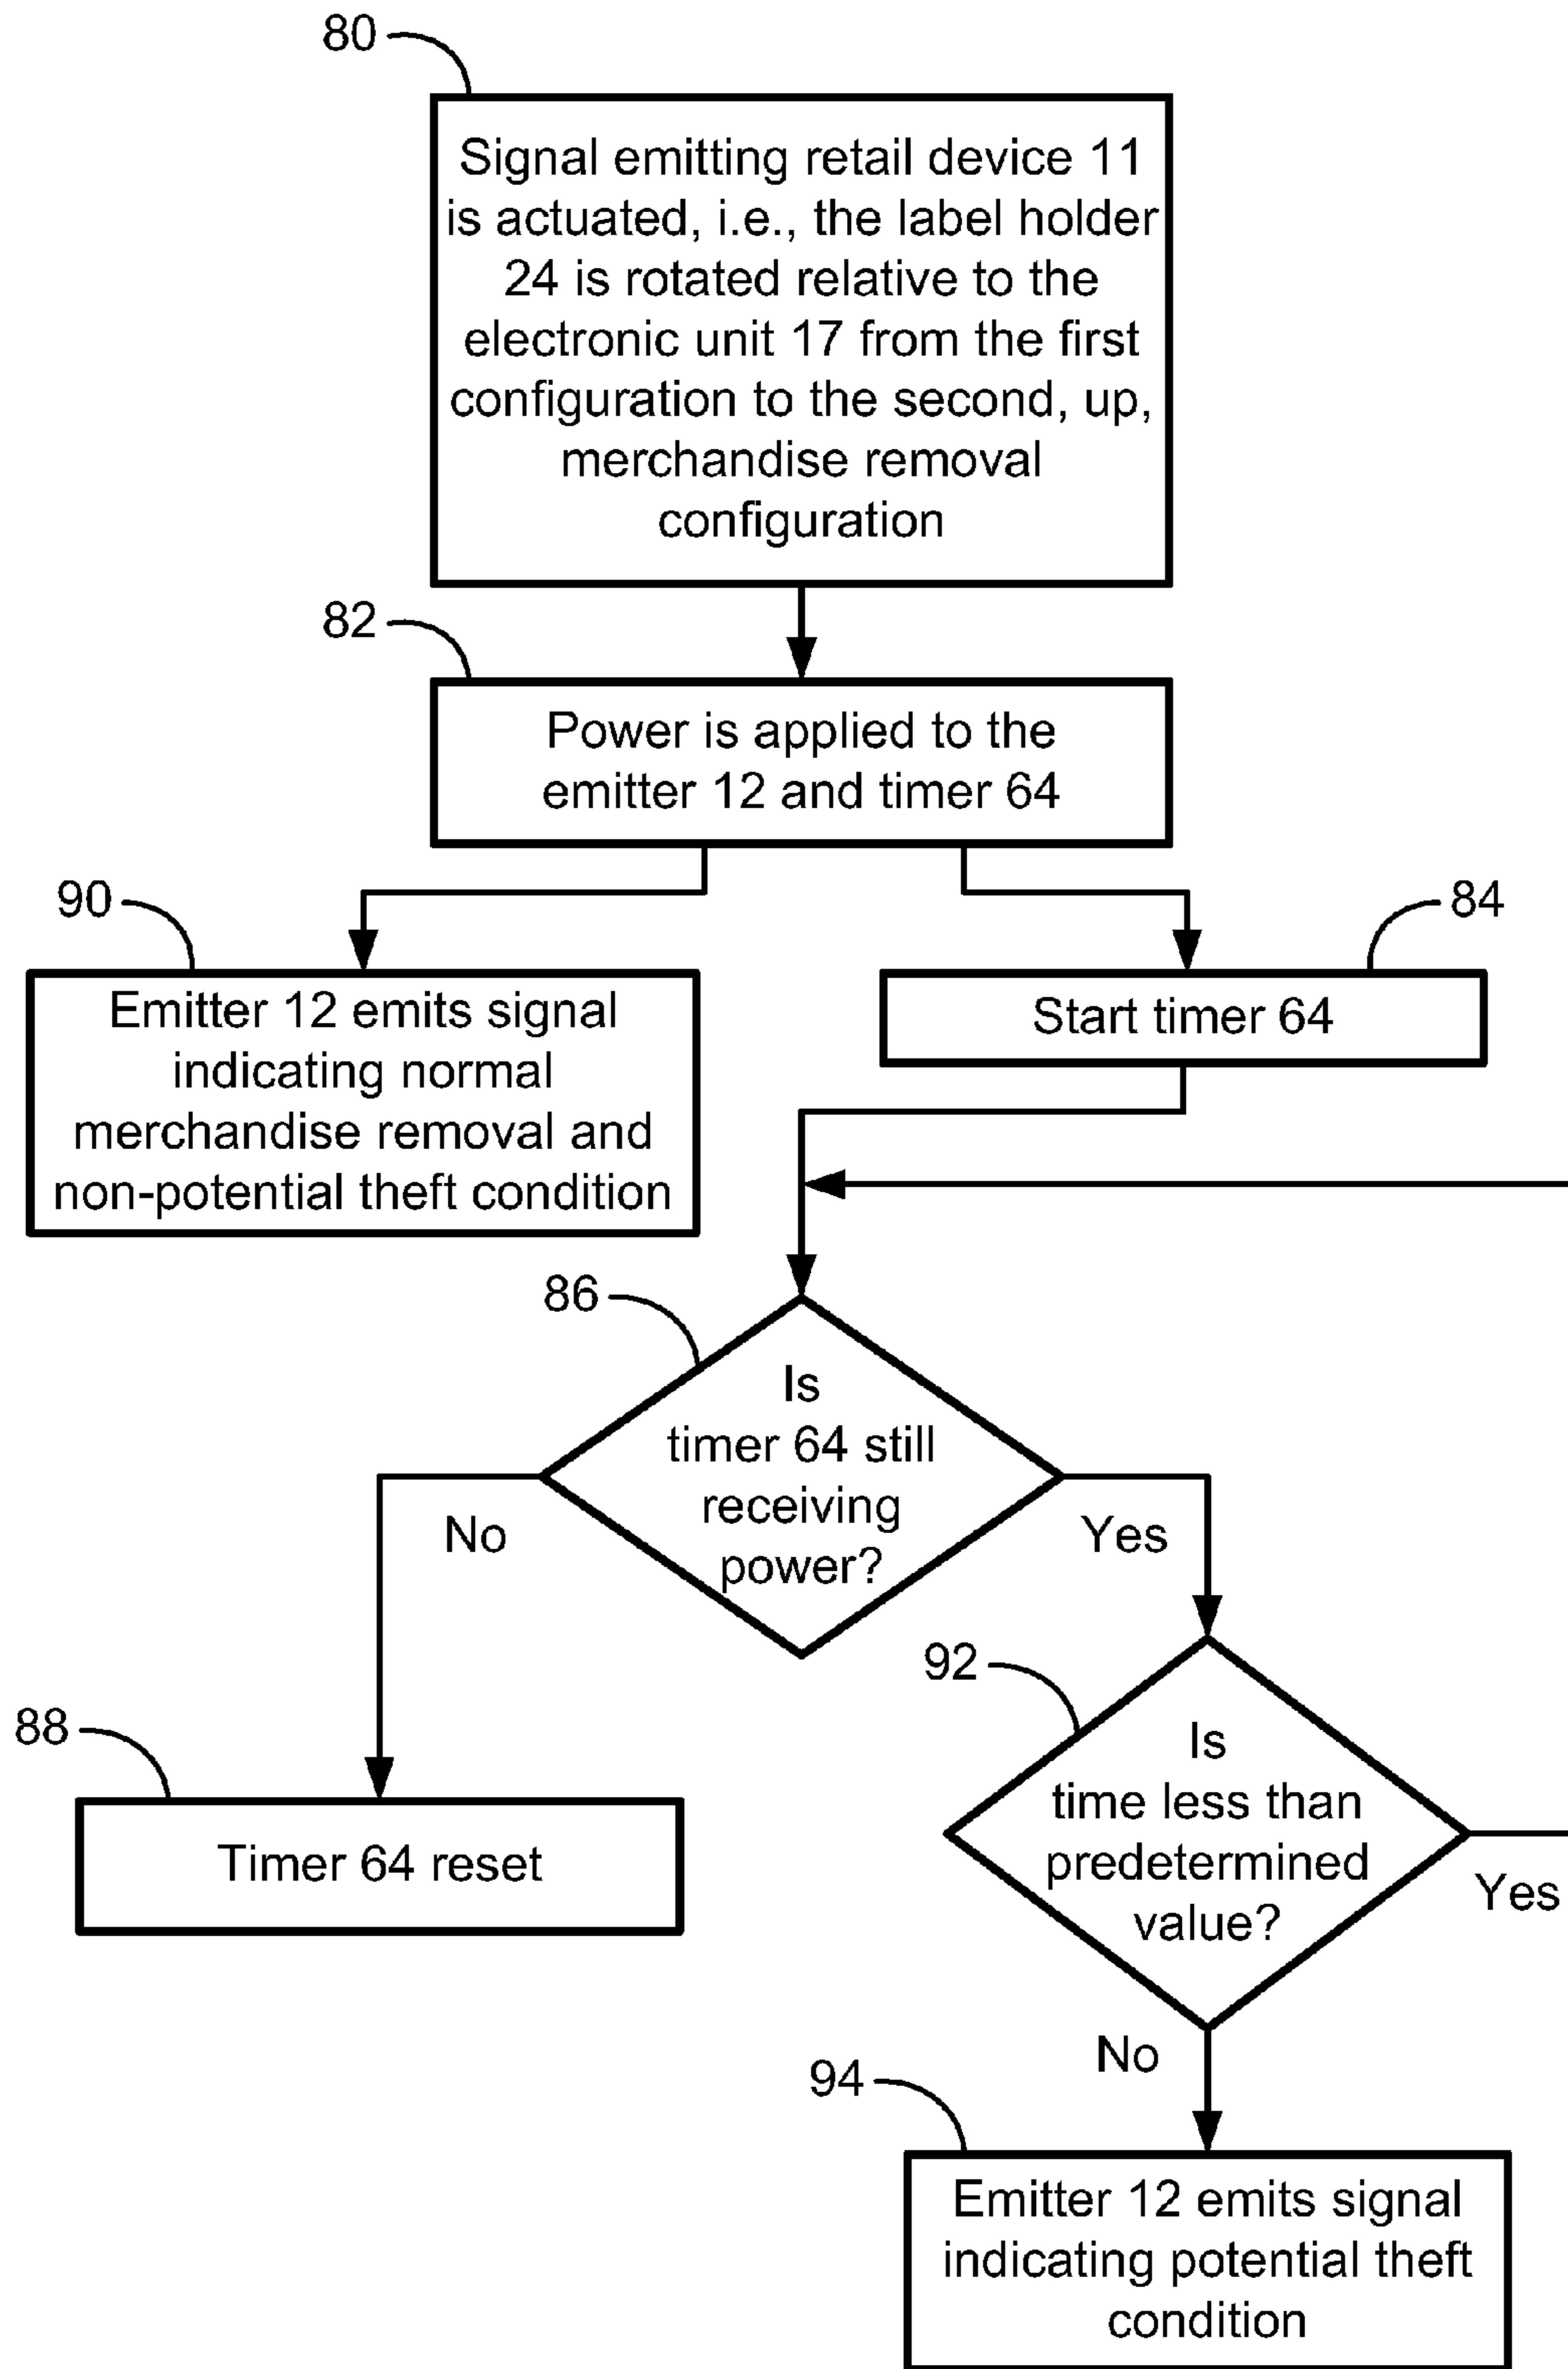 80
Signal emitting retail device 11
is actuated, i.e., the label holder
24 is rotated relative to the
electronic unit 17 from the first
configuration to the second, up,
merchandise removal
configuration
82
Power is applied to the
emitter 12 and timer 64
90
Emitter 12 emits signal
indicating normal
merchandise removal and
non-potential theft condition
84
Start timer 64
86
Is
timer 64 still
receiving
power?
No
Yes
88
Timer 64 reset
92
Is
time less than
predetermined
value?
Yes
No
94
Emitter 12 emits signal
indicating potential theft
condition